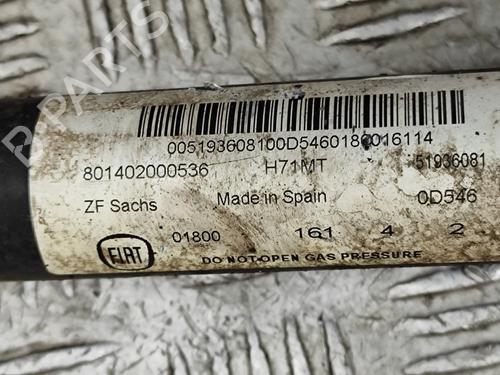 B-PARTS
005193608100D5460180016114
801402000536 H71MT 51936081
ZF Sachs Made in Spain 0D546
01800 161 4 2
FIAT DO NOT OPEN GAS PRESSURE